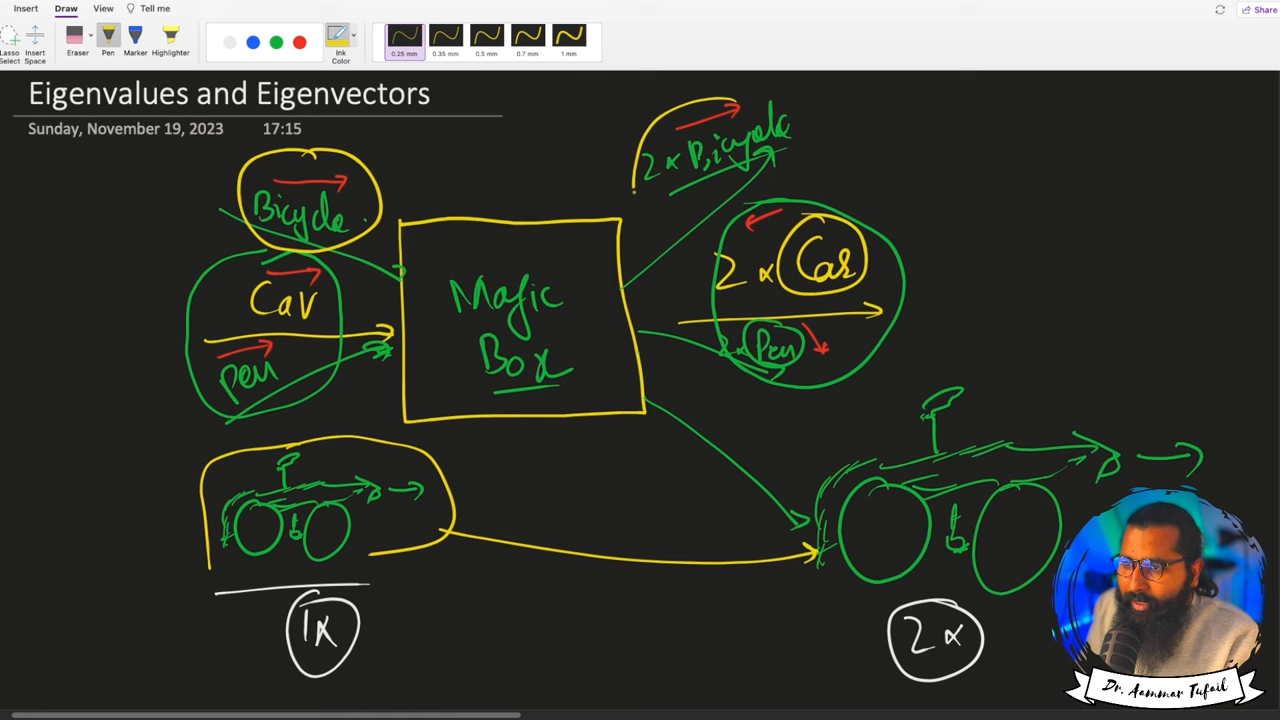 Insert Draw View Tell me
Share
Lasso Select
Insert Space
Eraser
Pen
Marker
Highlighter
Ink Color
0.25 mm
0.35 mm
0.5 mm
0.7 mm
1 mm
Eigenvalues and Eigenvectors
Sunday, November 19, 2023 17:15
Bicycle
2 x Bicycle
Car
Pen
Magic
Box
2 x Car
2 x Pen
1x
2x
Dr. Aammar Tufail